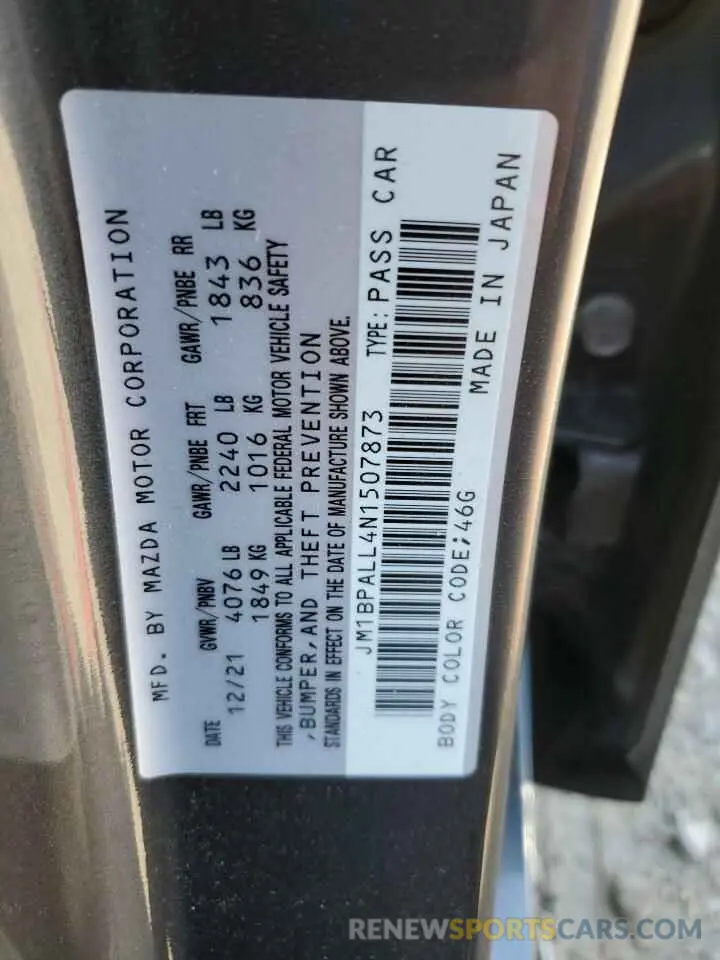 MFD. BY MAZDA MOTOR CORPORATION
DATE GVWR/PNBV GAWR/PNBE FRT GAWR/PNBE RR
12/21 4076 LB 2240 LB 1843 LB
1849 KG 1016 KG 836 KG
THIS VEHICLE CONFORMS TO ALL APPLICABLE FEDERAL MOTOR VEHICLE SAFETY
,BUMPER,AND THEFT PREVENTION
STANDARDS IN EFFECT ON THE DATE OF MANUFACTURE SHOWN ABOVE.
JM1BPALL4N1507873 TYPE:PASS CAR
BODY COLOR CODE;46G MADE IN JAPAN
RENEWSPORTSCARS.COM